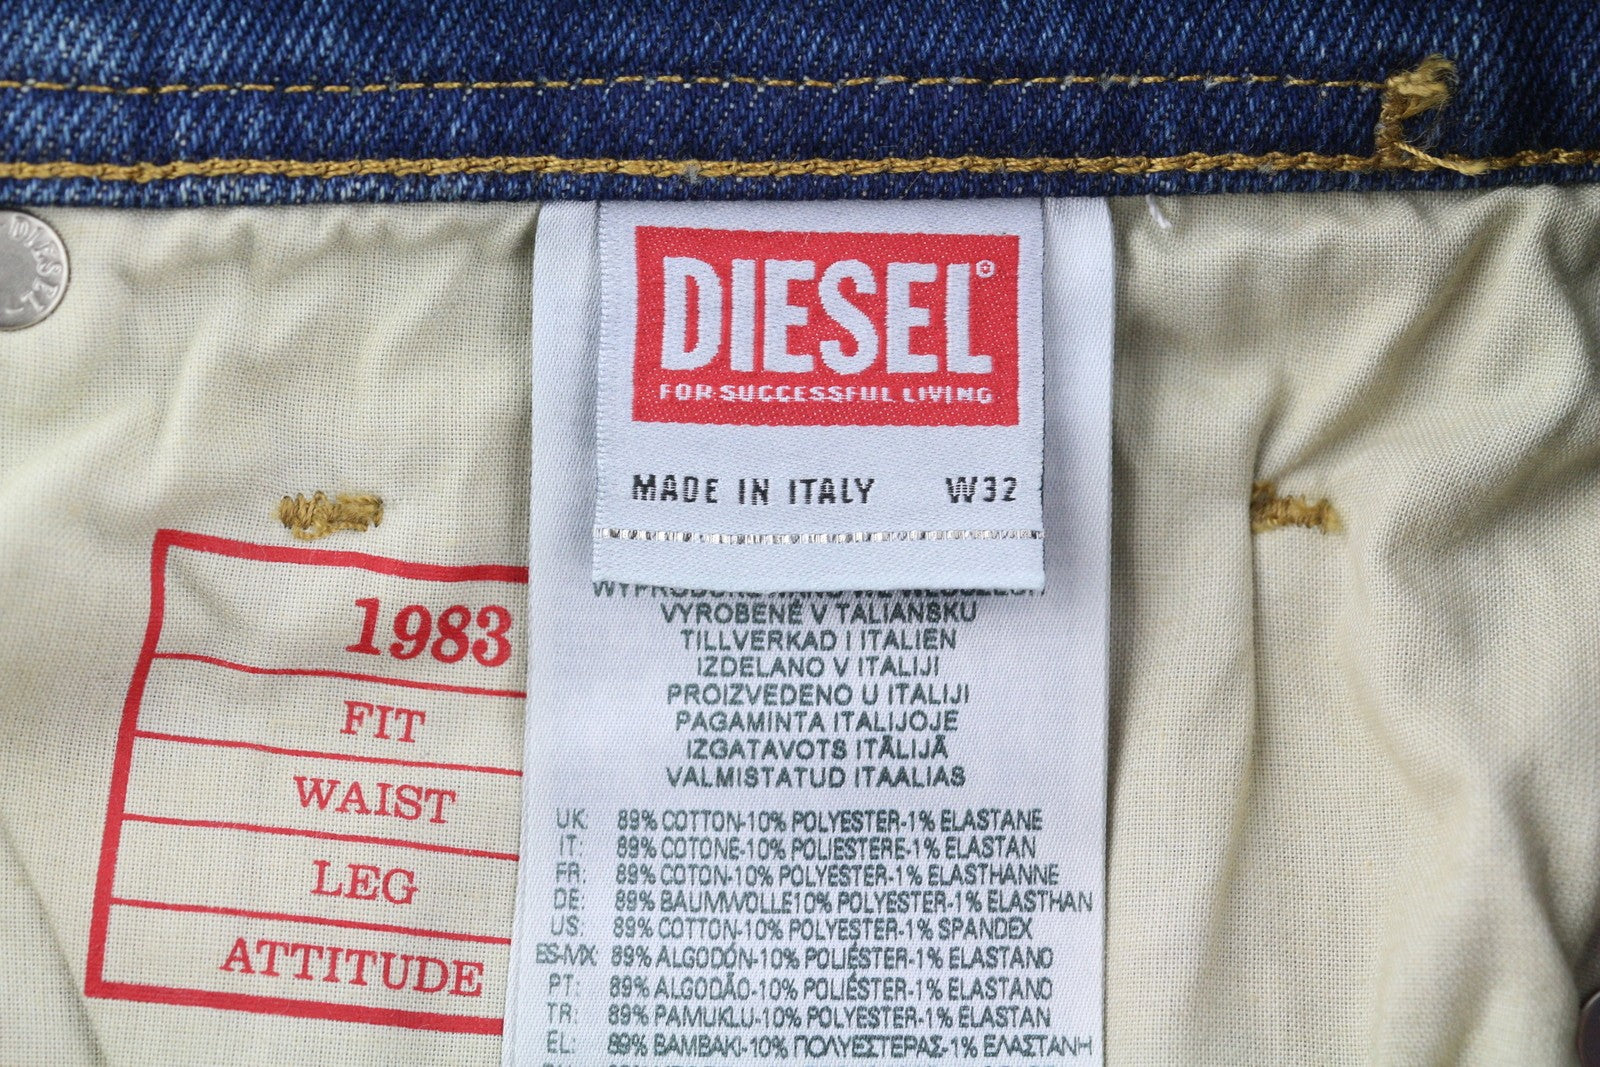 DIESEL
DIESEL
FOR SUCCESSFUL LIVING
MADE IN ITALY W32
VYROBENÉ V TALIANSKU
TILLVERKAD I ITALIEN
IZDELANO V ITALIJI
PROIZVEDENO U ITALIJI
PAGAMINTA ITALIJOJE
IZGATAVOTS ITĀLIJĀ
VALMISTATUD ITAALIAS
UK: 89% COTTON-10% POLYESTER-1% ELASTANE
IT: 89% COTONE-10% POLIESTERE-1% ELASTAN
FR: 89% COTON-10% POLYESTER-1% ELASTHANNE
DE: 89% BAUMWOLLE10% POLYESTER-1% ELASTHAN
US: 89% COTTON-10% POLYESTER-1% SPANDEX
ES-MX: 89% ALGODÓN-10% POLIÉSTER-1% ELASTANO
PT: 89% ALGODÃO-10% POLIÉSTER-1% ELASTANO
TR: 89% PAMUKLU-10% POLYESTER-1% ELASTAN
EL: 89% ΒΑΜΒΑΚΙ-10% ΠΟΛΥΕΣΤΕΡΑΣ-1% ΕΛΑΣΤΑΝΗ
1983
FIT
WAIST
LEG
ATTITUDE